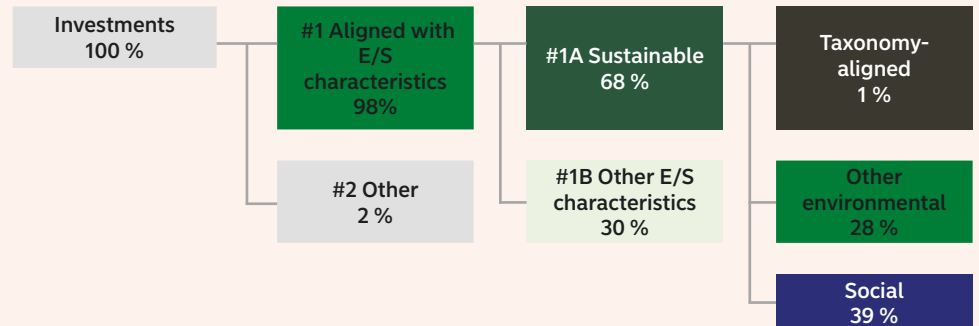 Investments
100 %
#1 Aligned with
E/S
characteristics
98%
#1A Sustainable
68 %
Taxonomy-
aligned
1 %
#2 Other
2 %
#1B Other E/S
characteristics
30 %
Other
environmental
28 %
Social
39 %